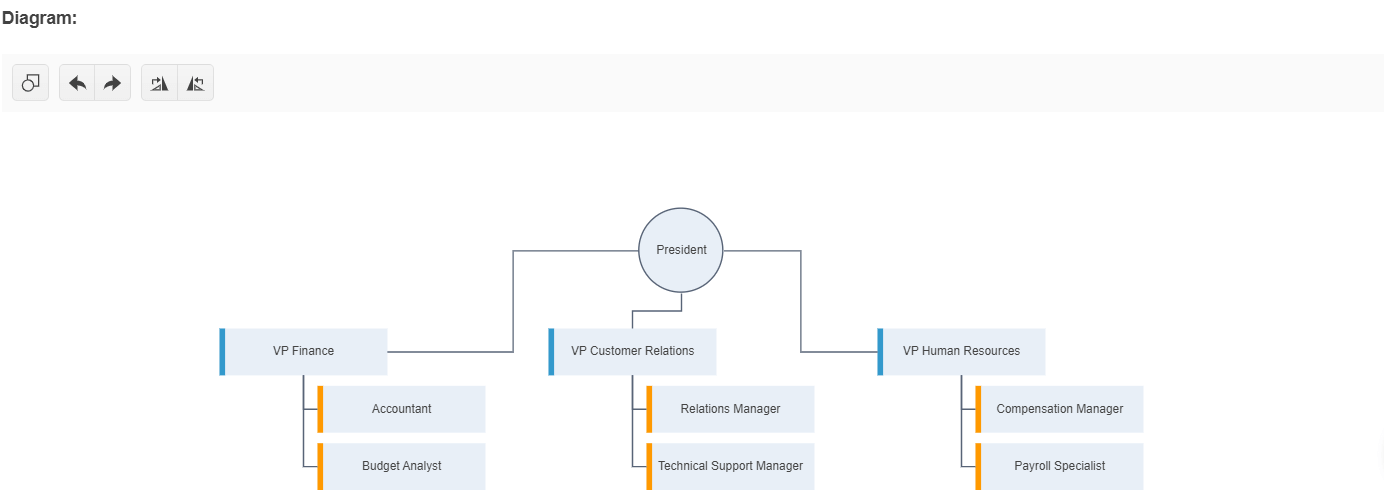 Diagram:
President
VP Finance
VP Customer Relations
VP Human Resources
Accountant
Relations Manager
Compensation Manager
Budget Analyst
Technical Support Manager
Payroll Specialist